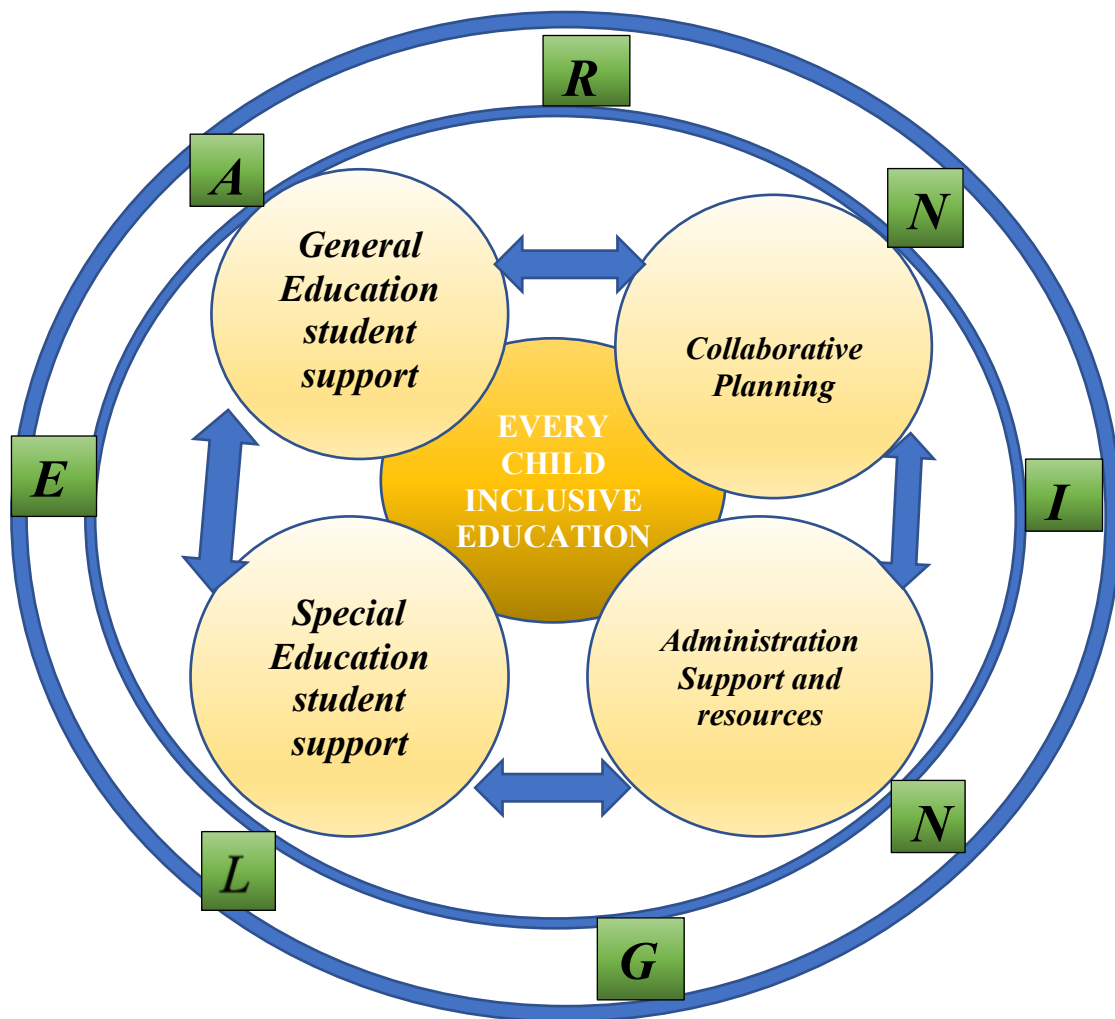 L
E
A
R
N
I
N
G
General
Education
student
support
Collaborative
Planning
EVERY
CHILD
INCLUSIVE
EDUCATION
Special
Education
student
support
Administration
Support and
resources